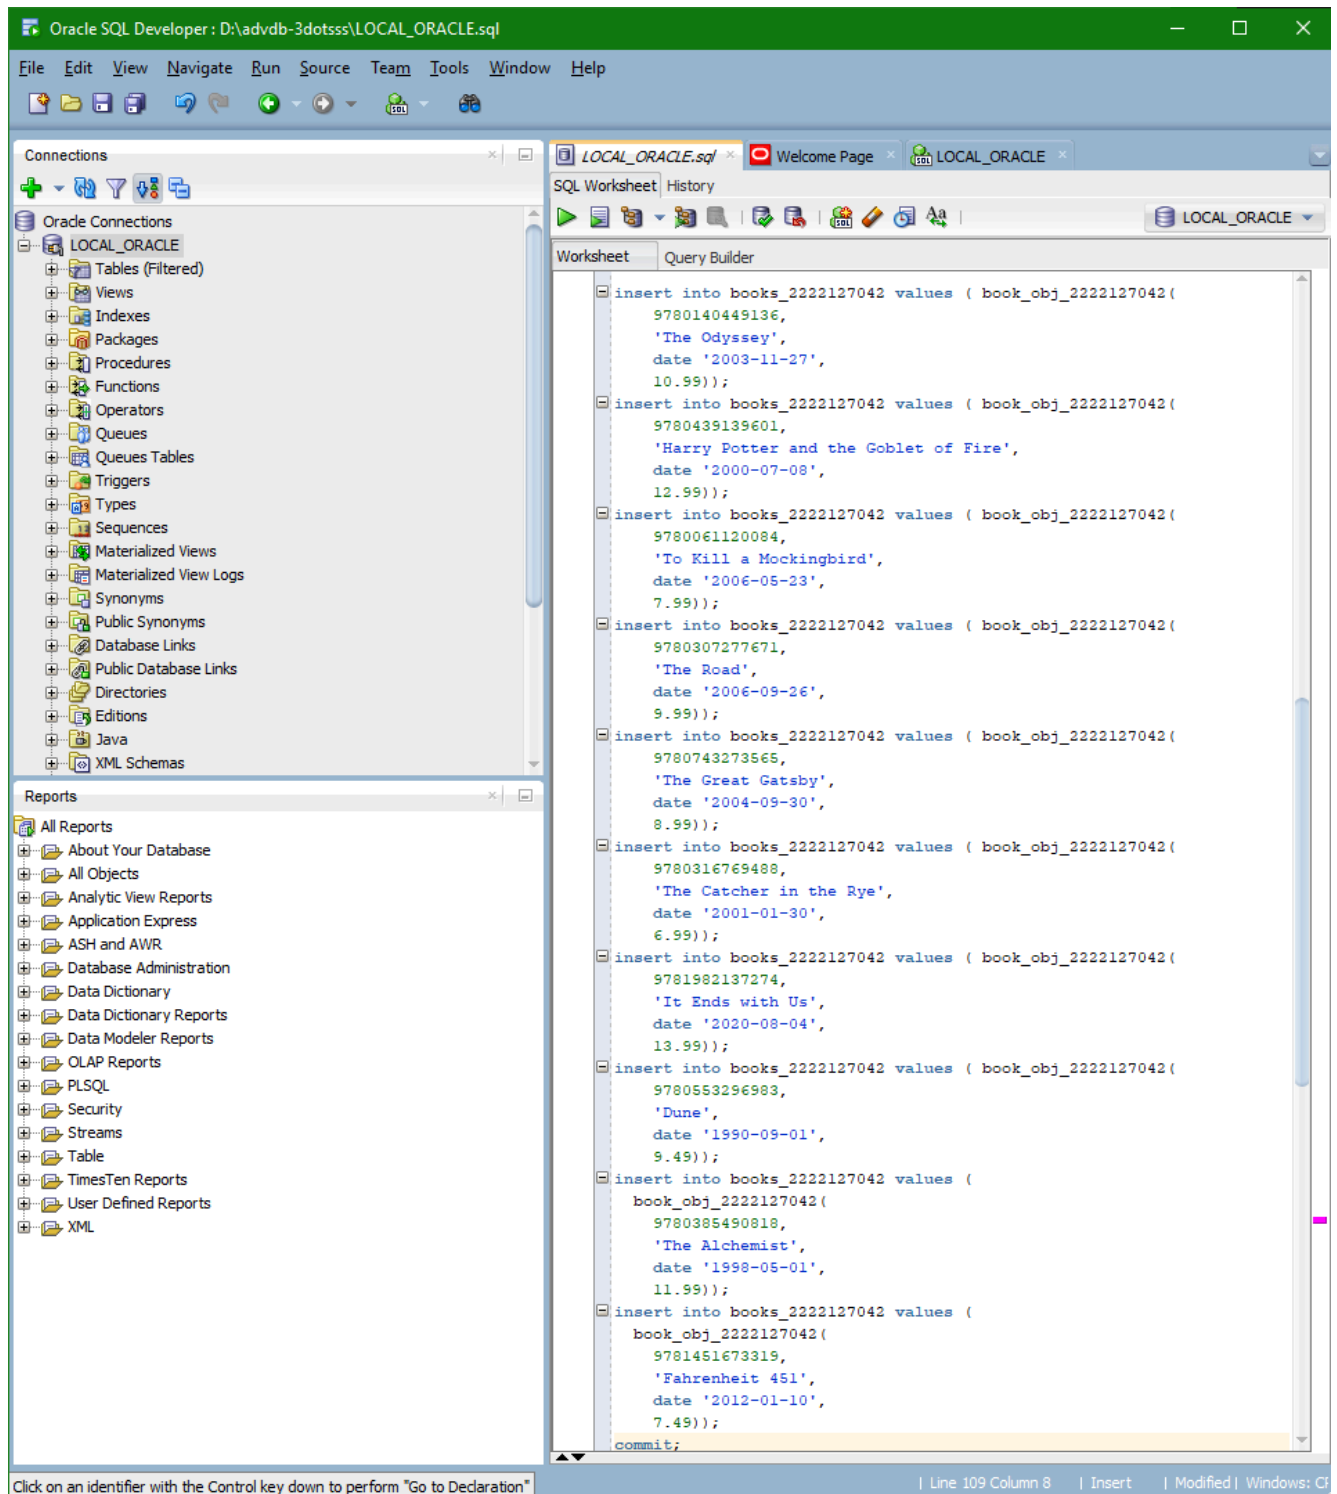 Oracle SQL Developer : D:\advdb-3dotsss\LOCAL_ORACLE.sql
File Edit View Navigate Run Source Team Tools Window Help
Connections
Oracle Connections
LOCAL_ORACLE
Tables (Filtered)
Views
Indexes
Packages
Procedures
Functions
Operators
Queues
Queues Tables
Triggers
Types
Sequences
Materialized Views
Materialized View Logs
Synonyms
Public Synonyms
Database Links
Public Database Links
Directories
Editions
Java
XML Schemas
Reports
All Reports
About Your Database
All Objects
Analytic View Reports
Application Express
ASH and AWR
Database Administration
Data Dictionary
Data Dictionary Reports
Data Modeler Reports
OLAP Reports
PLSQL
Security
Streams
Table
TimesTen Reports
User Defined Reports
XML
LOCAL_ORACLE.sql Welcome Page LOCAL_ORACLE
SQL Worksheet History
LOCAL_ORACLE
Worksheet Query Builder
insert into books_2222127042 values ( book_obj_2222127042(
9780140449136,
'The Odyssey',
date '2003-11-27',
10.99));
insert into books_2222127042 values ( book_obj_2222127042(
9780439139601,
'Harry Potter and the Goblet of Fire',
date '2000-07-08',
12.99));
insert into books_2222127042 values ( book_obj_2222127042(
9780061120084,
'To Kill a Mockingbird',
date '2006-05-23',
7.99));
insert into books_2222127042 values ( book_obj_2222127042(
9780307277671,
'The Road',
date '2006-09-26',
9.99));
insert into books_2222127042 values ( book_obj_2222127042(
9780743273565,
'The Great Gatsby',
date '2004-09-30',
8.99));
insert into books_2222127042 values ( book_obj_2222127042(
9780316769488,
'The Catcher in the Rye',
date '2001-01-30',
6.99));
insert into books_2222127042 values ( book_obj_2222127042(
9781982137274,
'It Ends with Us',
date '2020-08-04',
13.99));
insert into books_2222127042 values ( book_obj_2222127042(
9780553296983,
'Dune',
date '1990-09-01',
9.49));
insert into books_2222127042 values (
book_obj_2222127042(
9780385490818,
'The Alchemist',
date '1998-05-01',
11.99));
insert into books_2222127042 values (
book_obj_2222127042(
9781451673319,
'Fahrenheit 451',
date '2012-01-10',
7.49));
commit;
Click on an identifier with the Control key down to perform "Go to Declaration"
| Line 109 Column 8 | Insert | Modified | Windows: